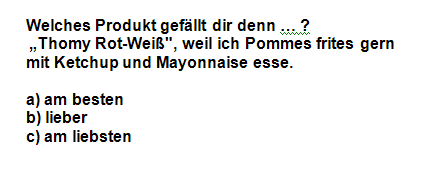 Welches Produkt gefällt dir denn ... ?
„Thomy Rot-Weiß", weil ich Pommes frites gern
mit Ketchup und Mayonnaise esse.
a) am besten
b) lieber
c) am liebsten